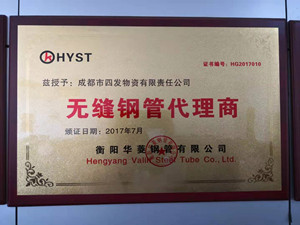 HYST
证书编号：HG2017010
兹授予：成都市四发物资有限责任公司
无缝钢管代理商
颁证日期：2017年7月
衡阳华菱钢管有限公司
Hengyang Valin Steel Tube Co., Ltd.